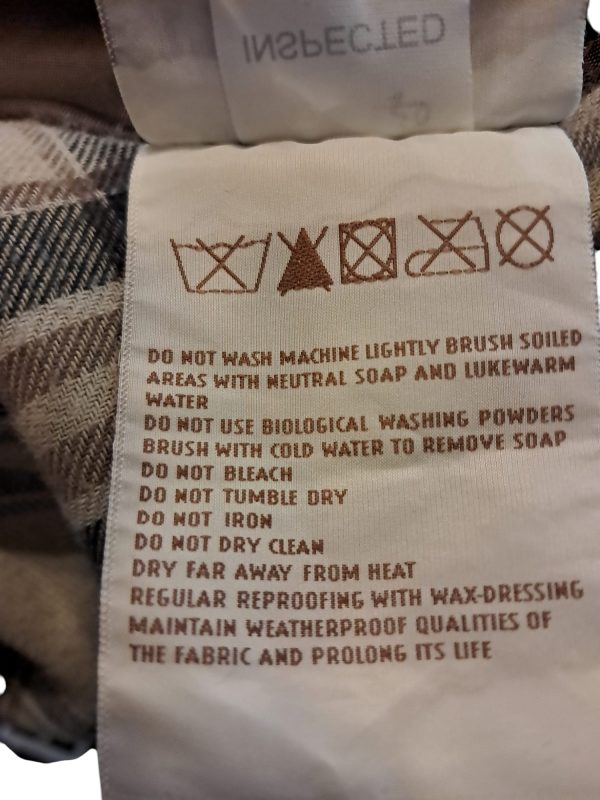 INSPECTED
DO NOT WASH MACHINE LIGHTLY BRUSH SOILED
AREAS WITH NEUTRAL SOAP AND LUKEWARM
WATER
DO NOT USE BIOLOGICAL WASHING POWDERS
BRUSH WITH COLD WATER TO REMOVE SOAP
DO NOT BLEACH
DO NOT TUMBLE DRY
DO NOT IRON
DO NOT DRY CLEAN
DRY FAR AWAY FROM HEAT
REGULAR REPROOFING WITH WAX-DRESSING
MAINTAIN WEATHERPROOF QUALITIES OF
THE FABRIC AND PROLONG ITS LIFE